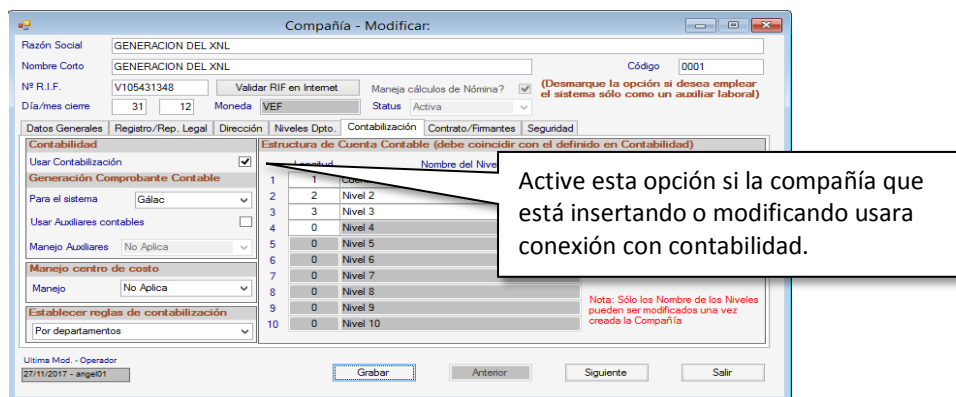 Compañía - Modificar:
Razón Social GENERACION DEL XNL
Nombre Corto GENERACION DEL XNL Código 0001
Nº R.I.F. V105431348 Validar RIF en Internet Maneja cálculos de Nómina? (Desmarque la opción si desea emplear
el sistema sólo como un auxiliar laboral)
Día/mes cierre 31 12 Moneda VEF Status Activa
Datos Generales Registro/Rep. Legal Dirección Niveles Dpto. Contabilización Contrato/Firmantes Seguridad
Contabilidad
Usar Contabilización
Generación Comprobante Contable
Para el sistema Gálac
Usar Auxiliares contables
Manejo Auxiliares No Aplica
Manejo centro de costo
Manejo No Aplica
Establecer reglas de contabilización
Por departamentos
Estructura de Cuenta Contable (debe coincidir con el definido en Contabilidad)
Longitud Nombre del
1 1
2 2 Nivel 2
3 3 Nivel 3
4 0 Nivel 4
5 0 Nivel 5
6 0 Nivel 6
7 0 Nivel 7
8 0 Nivel 8
9 0 Nivel 9
10 0 Nivel 10
Nota: Sólo los Nombre de los Niveles
pueden ser modificados una vez
creada la Compañía
Active esta opción si la compañía que
está insertando o modificando usara
conexión con contabilidad.
Ultima Mod. - Operador
27/11/2017 - angel01
Grabar Anterior Siguiente Salir